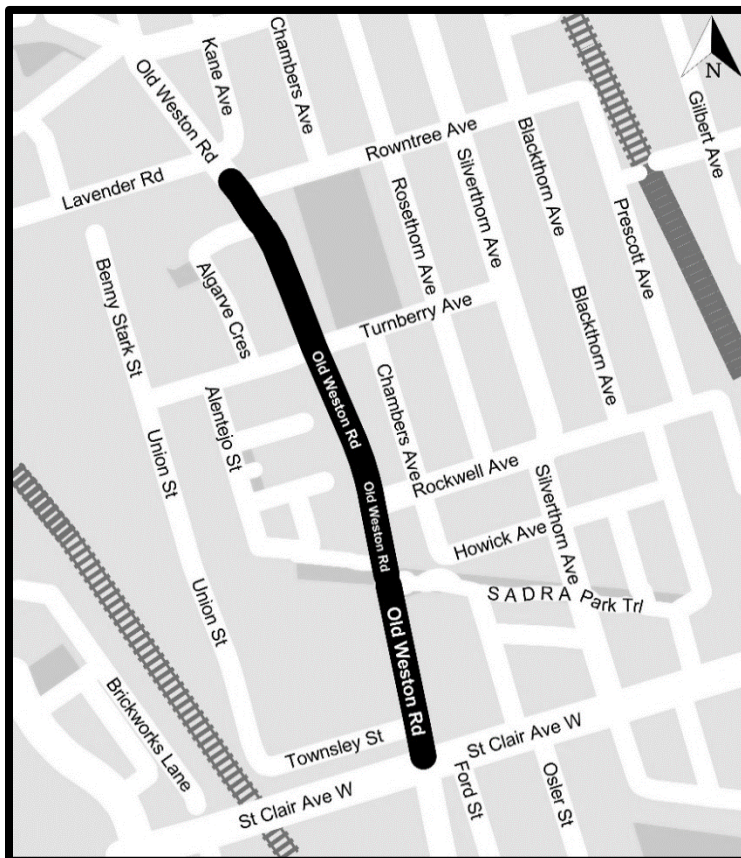 Old Weston Rd
Kane Ave
Chambers Ave
N
Gilbert Ave
Rowntree Ave
Lavender Rd
Blackthorn Ave
Silverthorn Ave
Rosethorn Ave
Prescott Ave
Benny Stark St
Algarve Cres
Turnberry Ave
Blackthorn Ave
Old Weston Rd
Chambers Ave
Alentejo St
Union St
Rockwell Ave
Old Weston Rd
Silverthorn Ave
Howick Ave
Union St
SADRA Park Trl
Old Weston Rd
Brickworks Lane
Townsley St
St Clair Ave W
St Clair Ave W
Ford St
Osler St